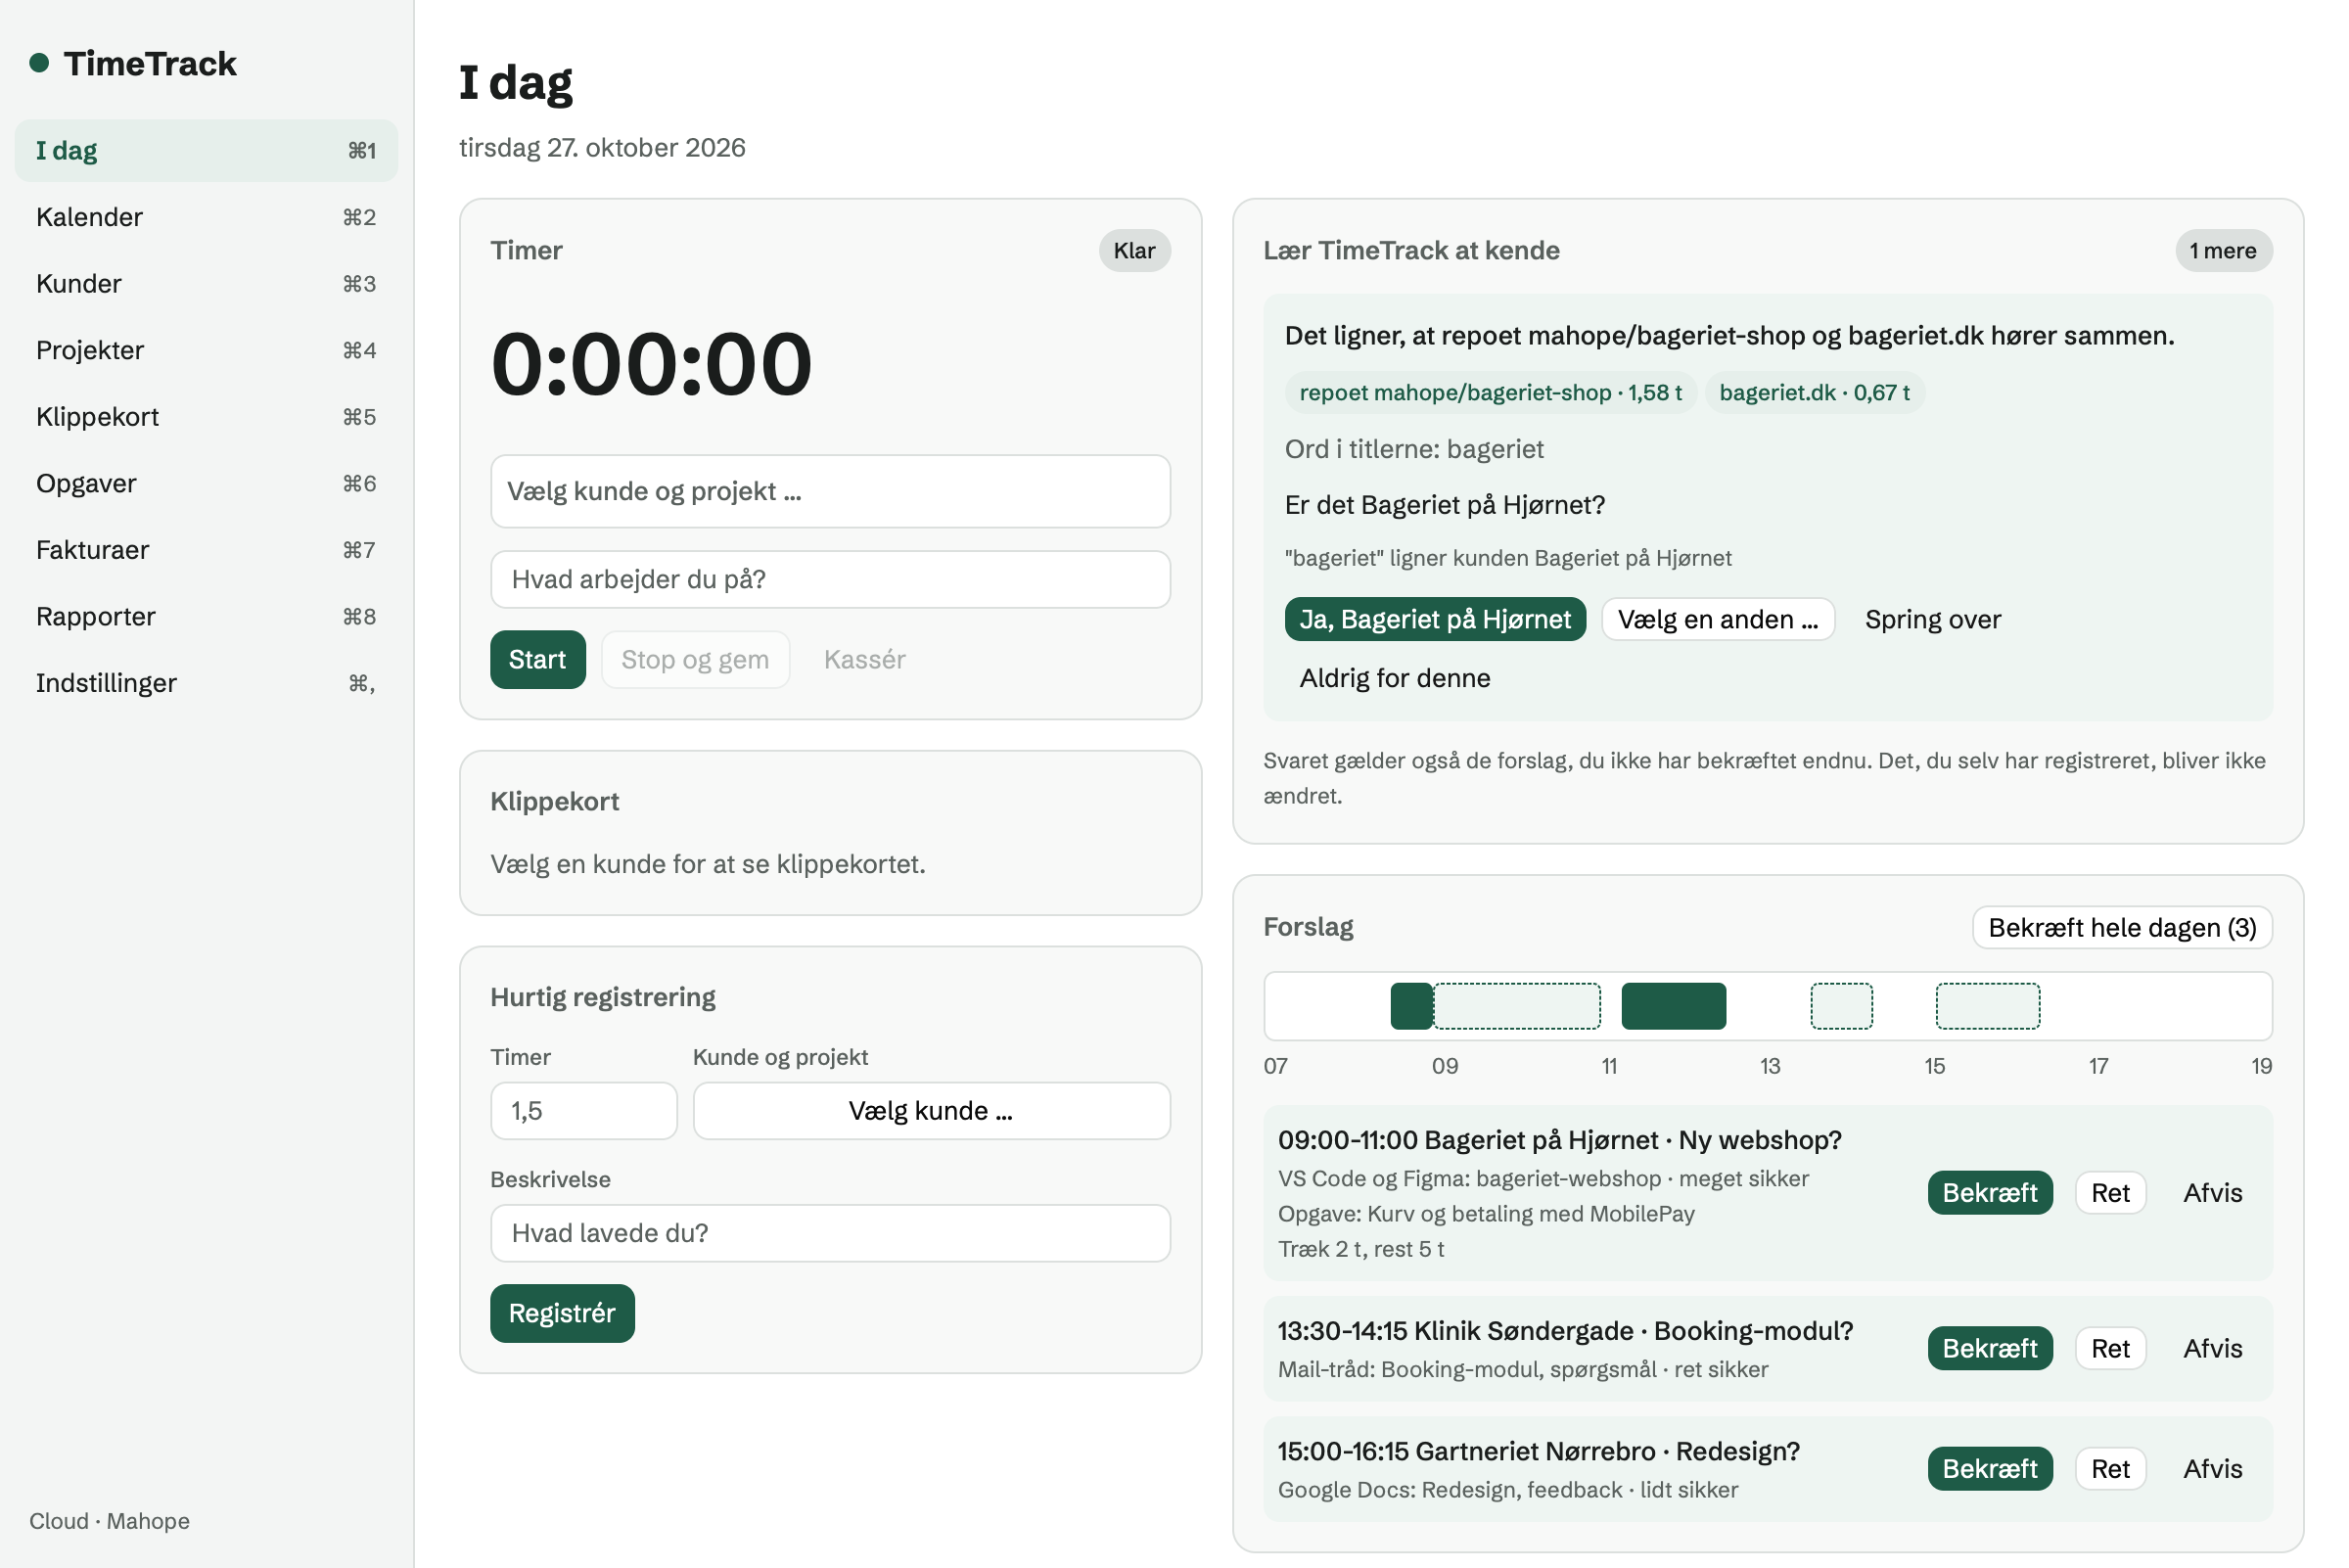 TimeTrack
I dag ⌘1
Kalender ⌘2
Kunder ⌘3
Projekter ⌘4
Klippekort ⌘5
Opgaver ⌘6
Fakturaer ⌘7
Rapporter ⌘8
Indstillinger ⌘,
Cloud · Mahope
I dag
tirsdag 27. oktober 2026
Timer Klar
0:00:00
Vælg kunde og projekt ...
Hvad arbejder du på?
Start Stop og gem Kassér
Klippekort
Vælg en kunde for at se klippekortet.
Hurtig registrering
Timer Kunde og projekt
1,5 Vælg kunde ...
Beskrivelse
Hvad lavede du?
Registrér
Lær TimeTrack at kende 1 mere
Det ligner, at repoet mahope/bageriet-shop og bageriet.dk hører sammen.
repoet mahope/bageriet-shop · 1,58 t bageriet.dk · 0,67 t
Ord i titlerne: bageriet
Er det Bageriet på Hjørnet?
"bageriet" ligner kunden Bageriet på Hjørnet
Ja, Bageriet på Hjørnet Vælg en anden ... Spring over
Aldrig for denne
Svaret gælder også de forslag, du ikke har bekræftet endnu. Det, du selv har registreret, bliver ikke
ændret.
Forslag Bekræft hele dagen (3)
07 09 11 13 15 17 19
09:00-11:00 Bageriet på Hjørnet · Ny webshop?
VS Code og Figma: bageriet-webshop · meget sikker
Opgave: Kurv og betaling med MobilePay
Træk 2 t, rest 5 t
Bekræft Ret Afvis
13:30-14:15 Klinik Søndergade · Booking-modul?
Mail-tråd: Booking-modul, spørgsmål · ret sikker
Bekræft Ret Afvis
15:00-16:15 Gartneriet Nørrebro · Redesign?
Google Docs: Redesign, feedback · lidt sikker
Bekræft Ret Afvis